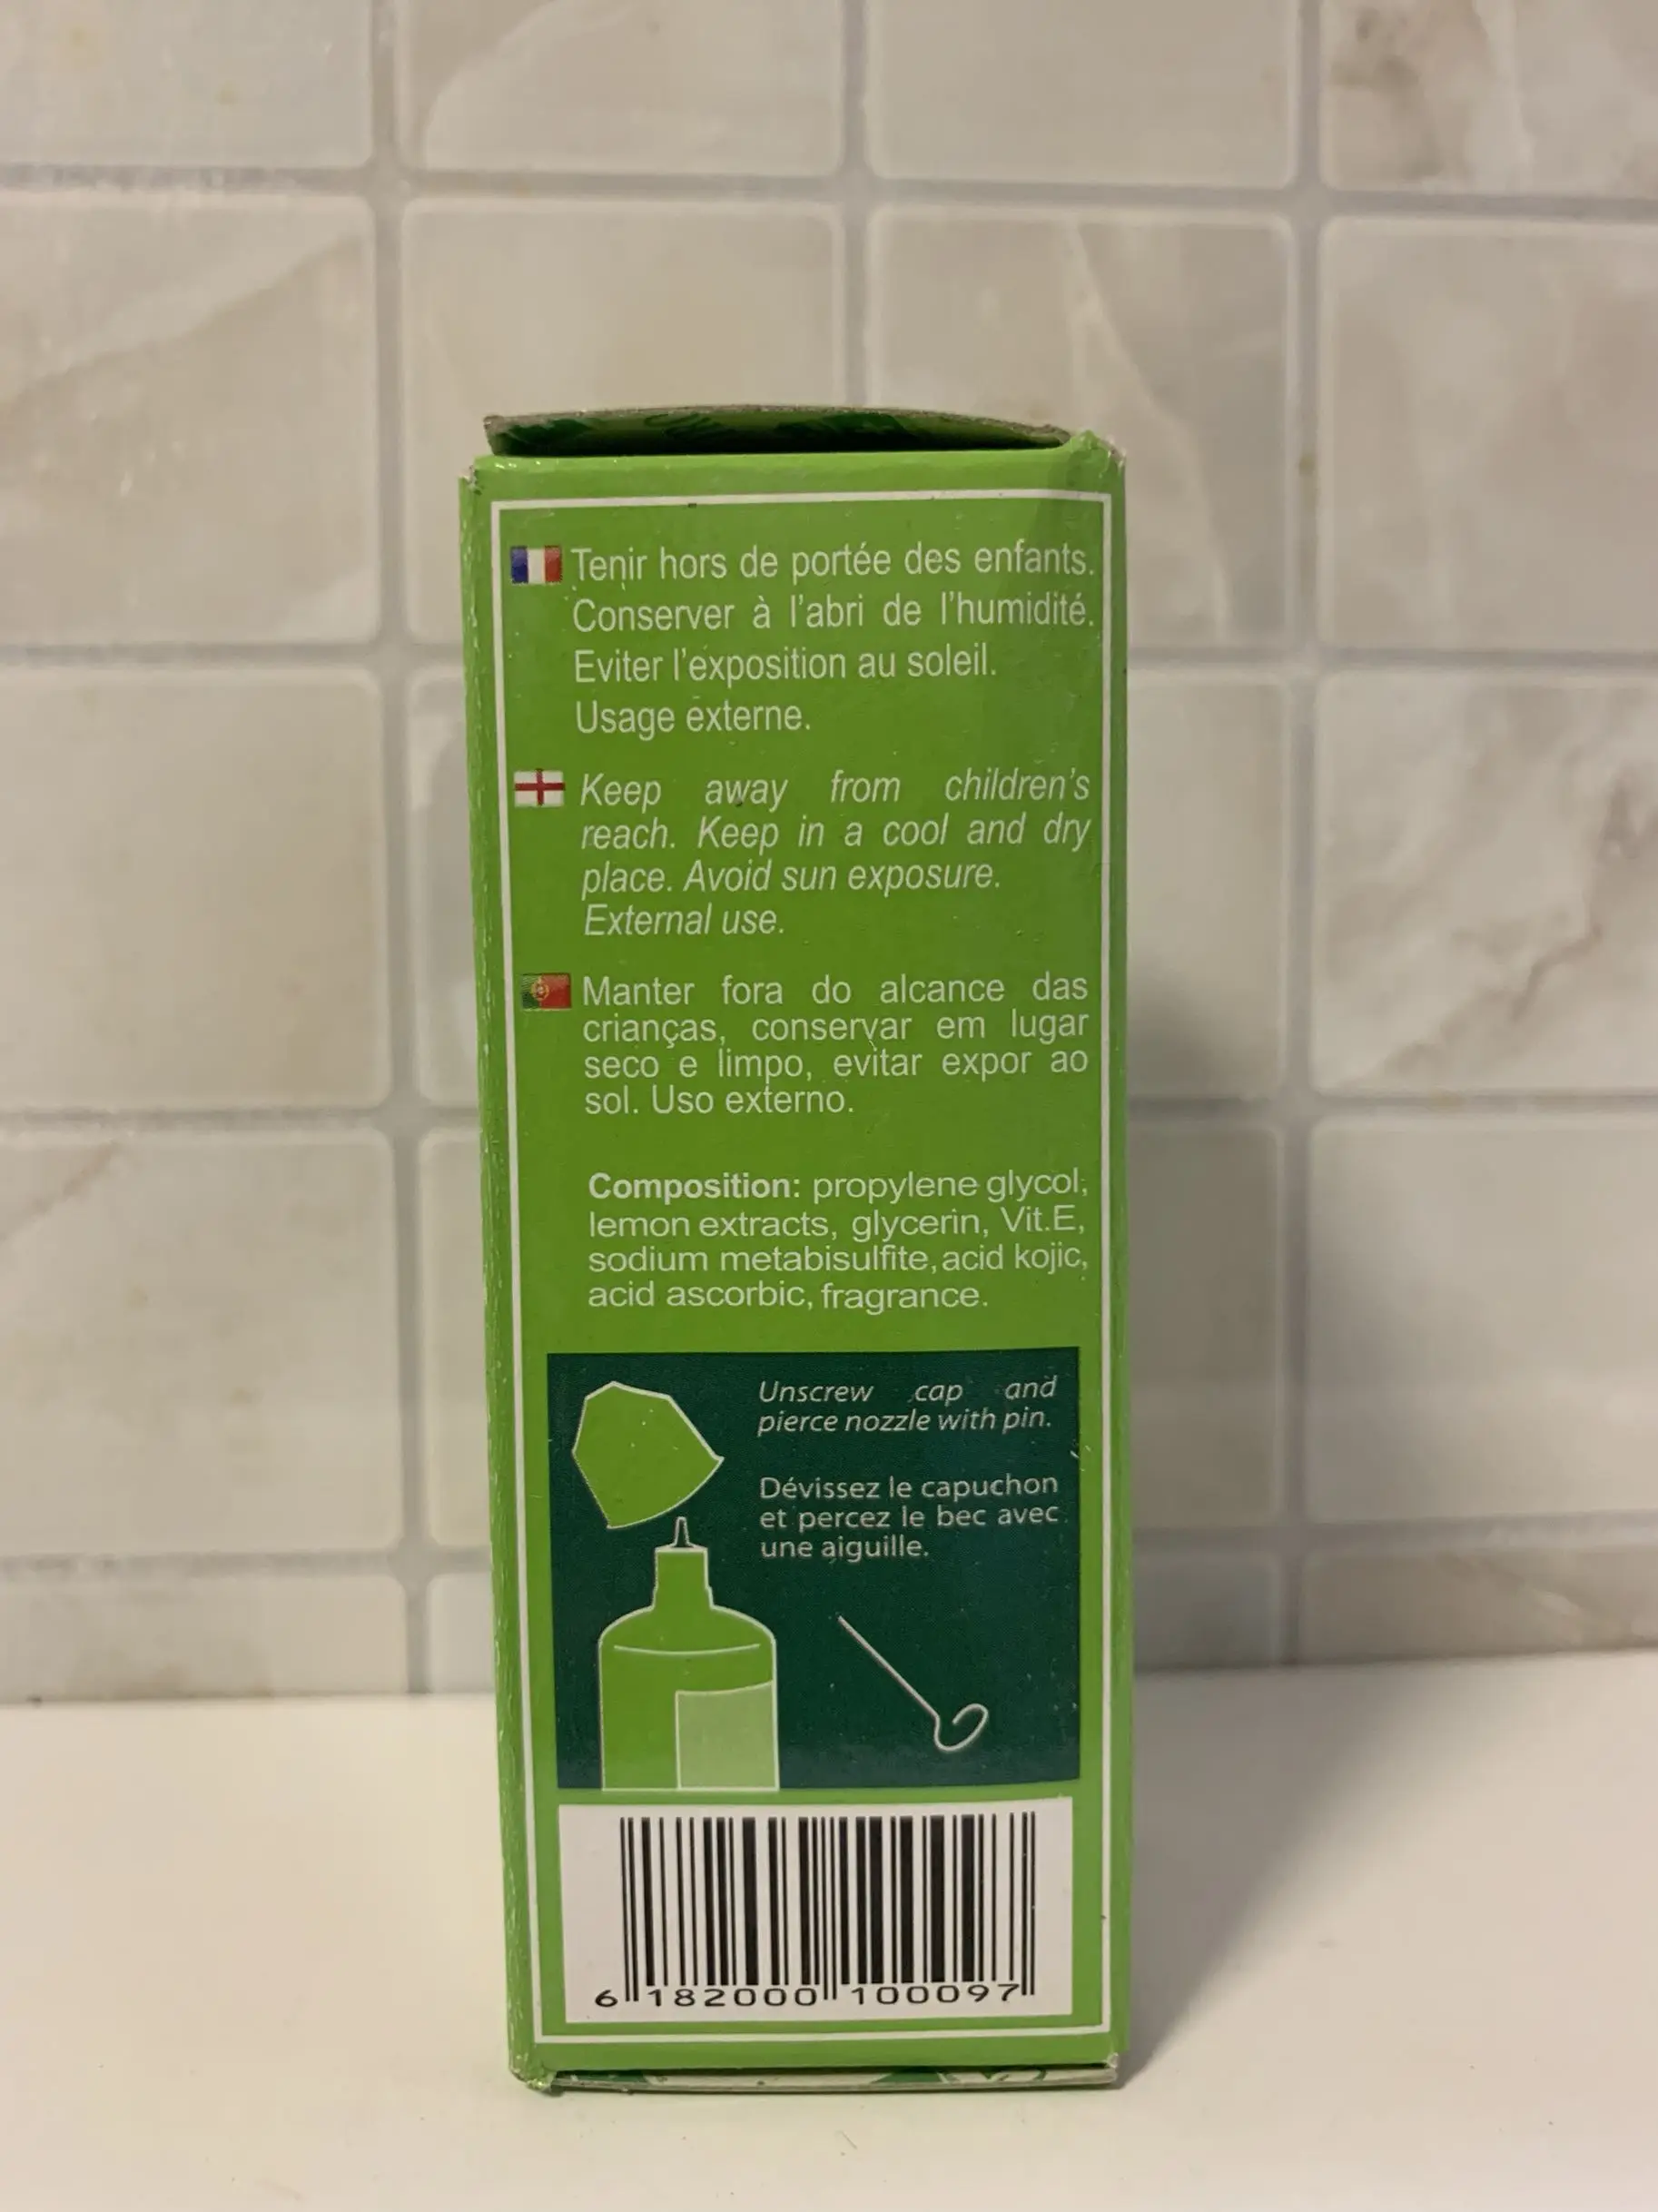 Tenir hors de portée des enfants.
Conserver à l'abri de l'humidité.
Eviter l'exposition au soleil.
Usage externe.
Keep away from children's
reach. Keep in a cool and dry
place. Avoid sun exposure.
External use.
Manter fora do alcance das
crianças, conservar em lugar
seco e limpo, evitar expor ao
sol. Uso externo.
Composition: propylene glycol,
lemon extracts, glycerin, Vit.E,
sodium metabisulfite, acid kojic,
acid ascorbic, fragrance.
Unscrew cap and
pierce nozzle with pin.
Dévissez le capuchon
et percez le bec avec
une aiguille.
6 182000 100097